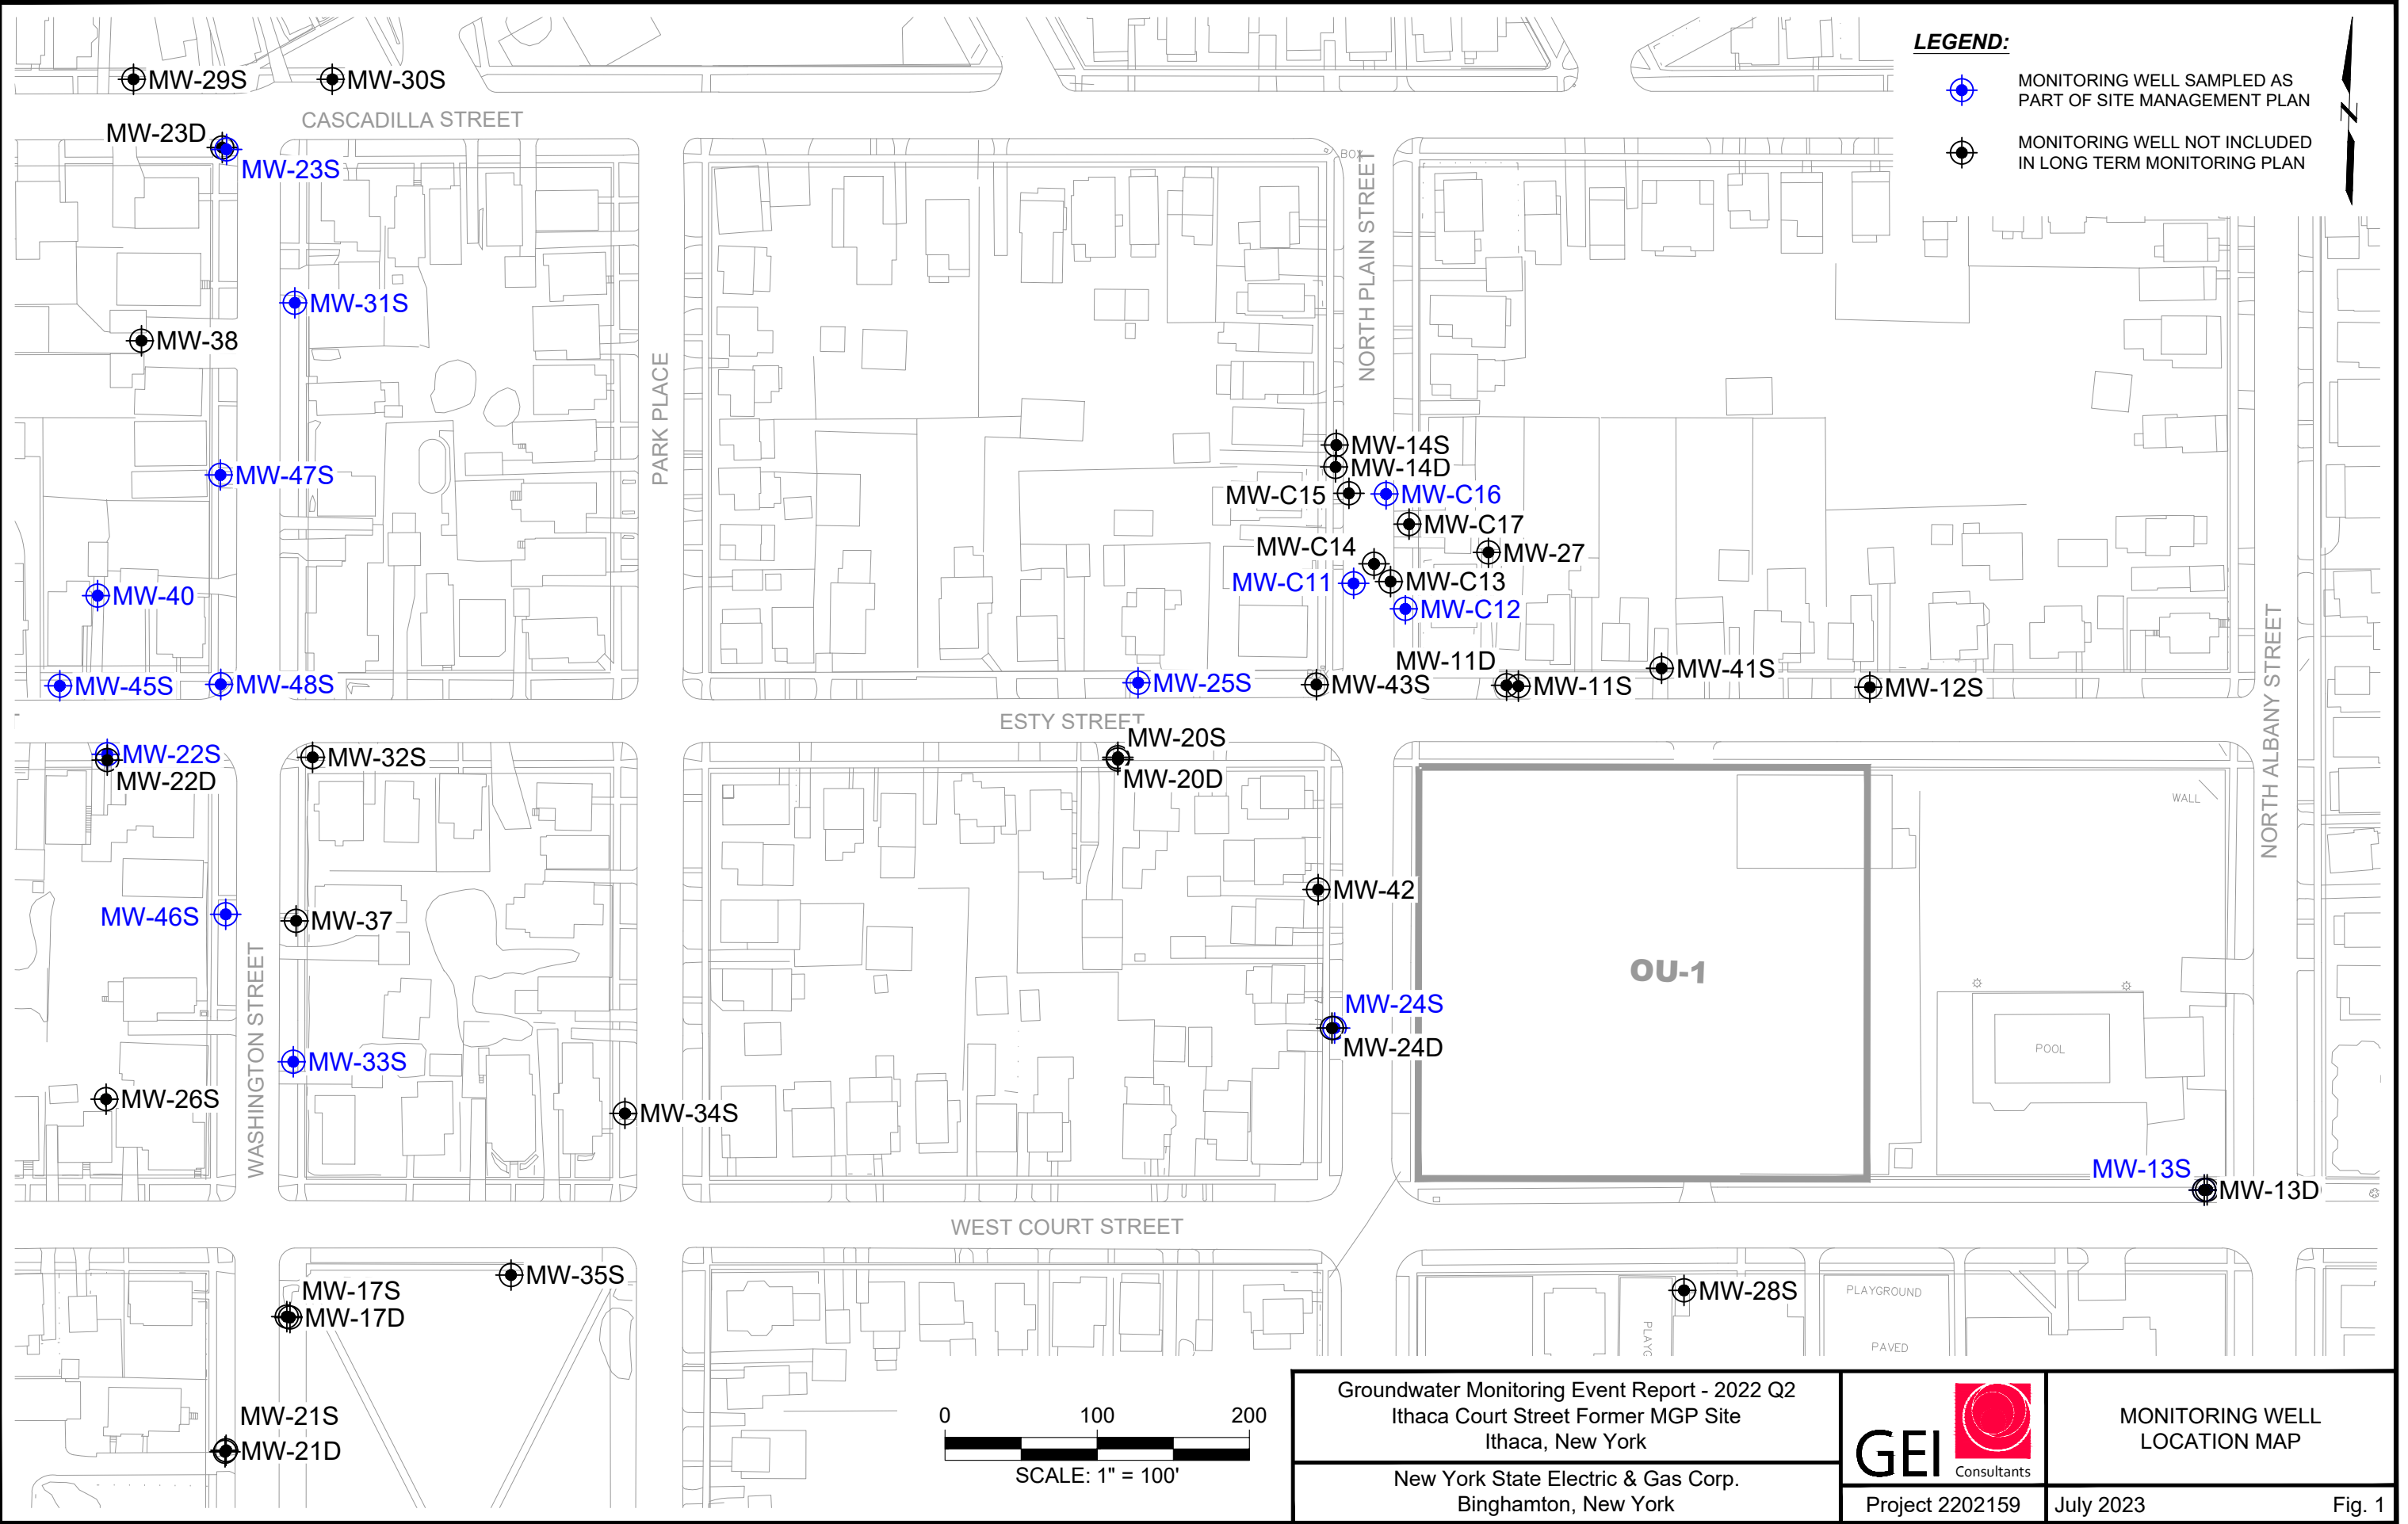 LEGEND:
MONITORING WELL SAMPLED AS
PART OF SITE MANAGEMENT PLAN
MONITORING WELL NOT INCLUDED
IN LONG TERM MONITORING PLAN
N
MW-29S
MW-30S
CASCADILLA STREET
MW-23D
MW-23S
BOX
NORTH PLAIN STREET
MW-31S
MW-38
PARK PLACE
MW-14S
MW-14D
MW-47S
MW-C15
MW-C16
MW-C17
MW-C14
MW-27
MW-C11
MW-C13
MW-40
MW-C12
NORTH ALBANY STREET
MW-11D
MW-41S
MW-45S
MW-48S
MW-25S
MW-43S
MW-11S
MW-12S
ESTY STREET
MW-20S
MW-22S
MW-32S
MW-22D
MW-20D
WALL
MW-42
MW-46S
MW-37
OU-1
WASHINGTON STREET
MW-24S
MW-24D
POOL
MW-33S
MW-26S
MW-34S
MW-13S
MW-13D
WEST COURT STREET
MW-35S
MW-17S
MW-17D
MW-28S
PLAYGROUND
PLAYG
PAVED
MW-21S
MW-21D
0 100 200
SCALE: 1" = 100'
Groundwater Monitoring Event Report - 2022 Q2
Ithaca Court Street Former MGP Site
Ithaca, New York
New York State Electric & Gas Corp.
Binghamton, New York
GEI
Consultants
Project 2202159
MONITORING WELL
LOCATION MAP
July 2023
Fig. 1